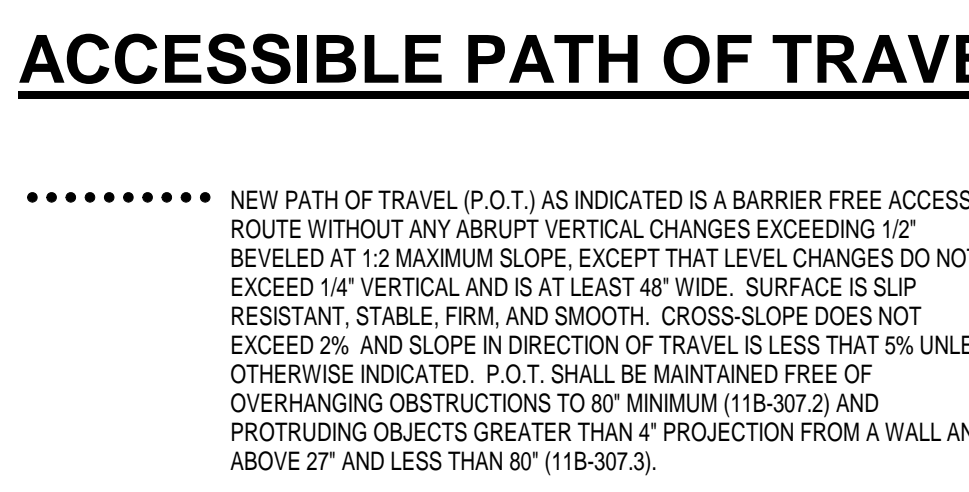 ACCESSIBLE PATH OF TRAVE
NEW PATH OF TRAVEL (P.O.T.) AS INDICATED IS A BARRIER FREE ACCESS
ROUTE WITHOUT ANY ABRUPT VERTICAL CHANGES EXCEEDING 1/2"
BEVELED AT 1:2 MAXIMUM SLOPE, EXCEPT THAT LEVEL CHANGES DO NOT
EXCEED 1/4" VERTICAL AND IS AT LEAST 48" WIDE.  SURFACE IS SLIP
RESISTANT, STABLE, FIRM, AND SMOOTH.  CROSS-SLOPE DOES NOT
EXCEED 2%  AND SLOPE IN DIRECTION OF TRAVEL IS LESS THAT 5% UNLE
OTHERWISE INDICATED.  P.O.T. SHALL BE MAINTAINED FREE OF
OVERHANGING OBSTRUCTIONS TO 80" MINIMUM (11B-307.2) AND
PROTRUDING OBJECTS GREATER THAN 4" PROJECTION FROM A WALL AN
ABOVE 27" AND LESS THAN 80" (11B-307.3).